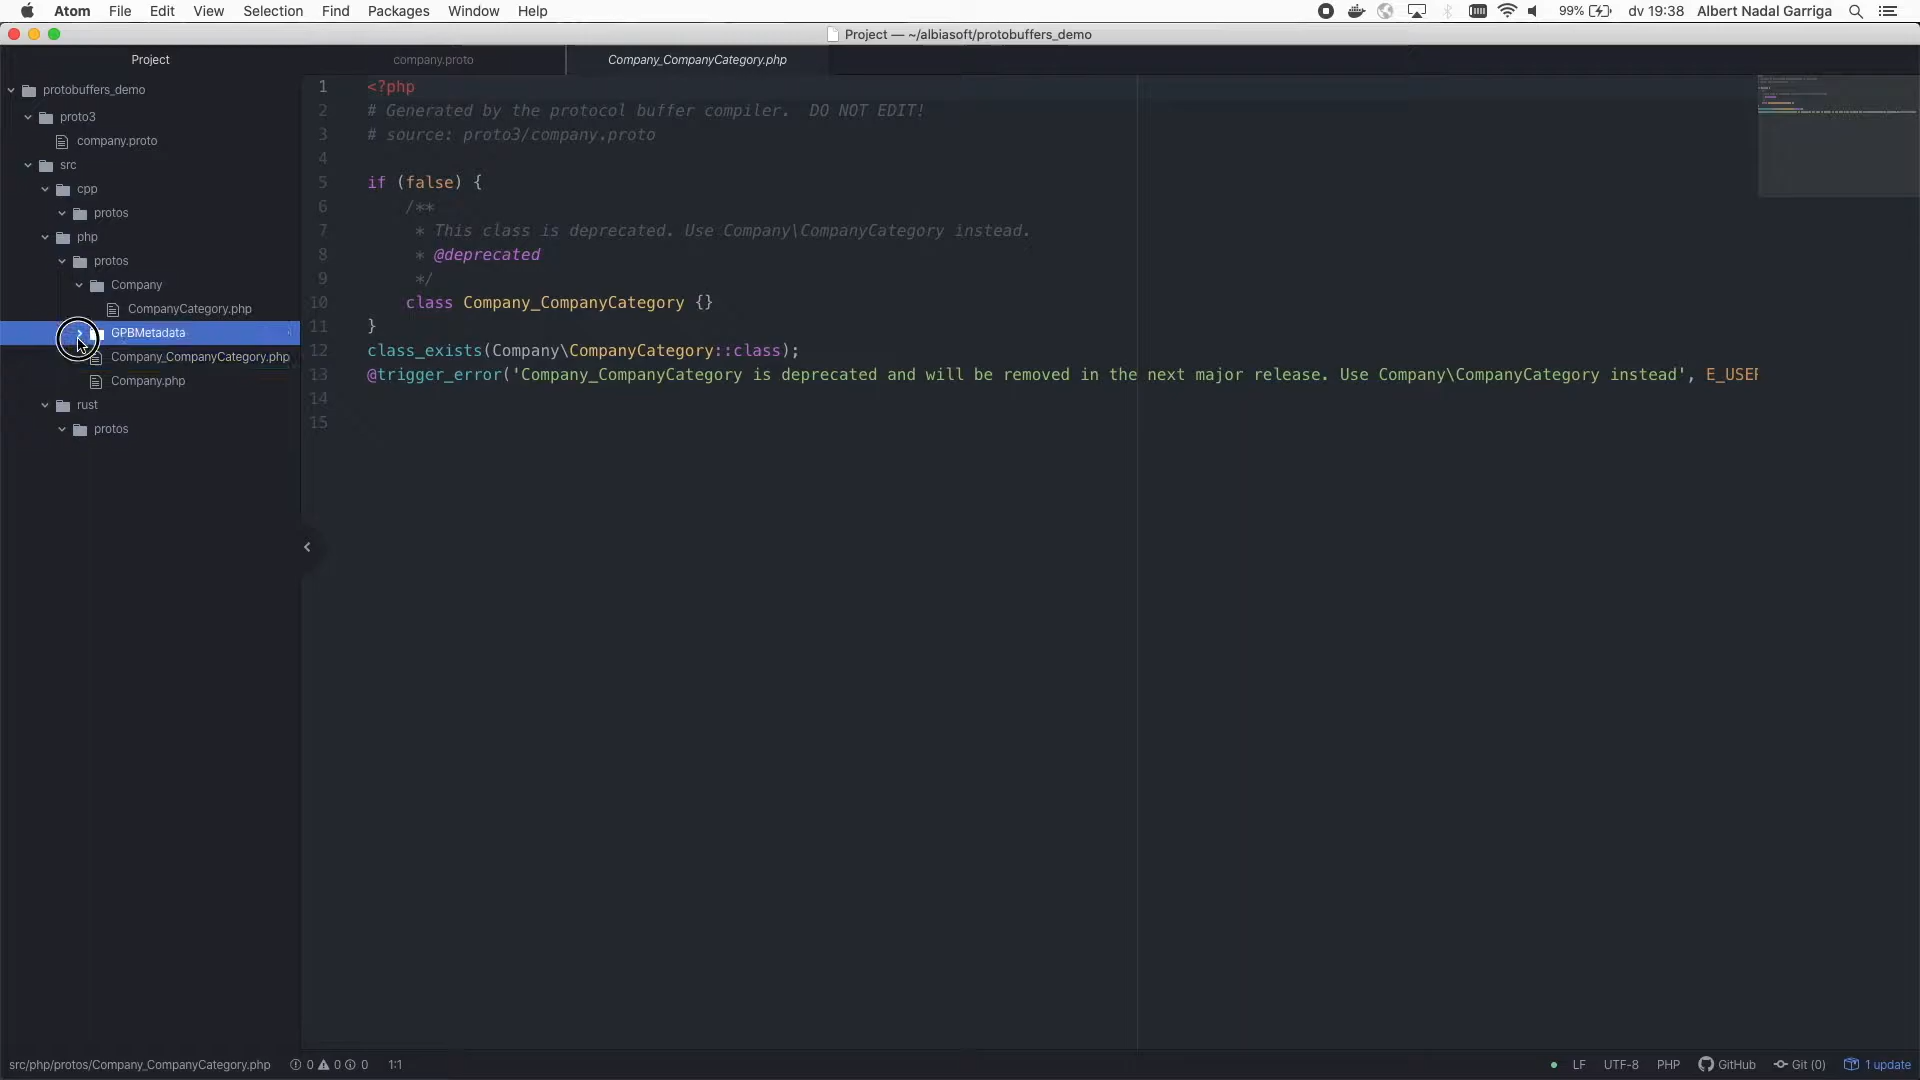 Atom File Edit View Selection Find Packages Window Help 99% dv 19:38 Albert Nadal Garriga
Project — ~/albiasoft/protobuffers_demo
Project company.proto Company_CompanyCategory.php
protobuffers_demo
proto3
company.proto
src
cpp
protos
php
protos
Company
CompanyCategory.php
GPBMetadata
Company_CompanyCategory.php
Company.php
rust
protos
1 <?php
2 # Generated by the protocol buffer compiler.  DO NOT EDIT!
3 # source: proto3/company.proto
4
5 if (false) {
6     /**
7      * This class is deprecated. Use Company\CompanyCategory instead.
8      * @deprecated
9      */
10     class Company_CompanyCategory {}
11 }
12 class_exists(Company\CompanyCategory::class);
13 @trigger_error('Company_CompanyCategory is deprecated and will be removed in the next major release. Use Company\CompanyCategory instead', E_USER
14
15
src/php/protos/Company_CompanyCategory.php 0 0 0 1:1 LF UTF-8 PHP GitHub Git (0) 1 update